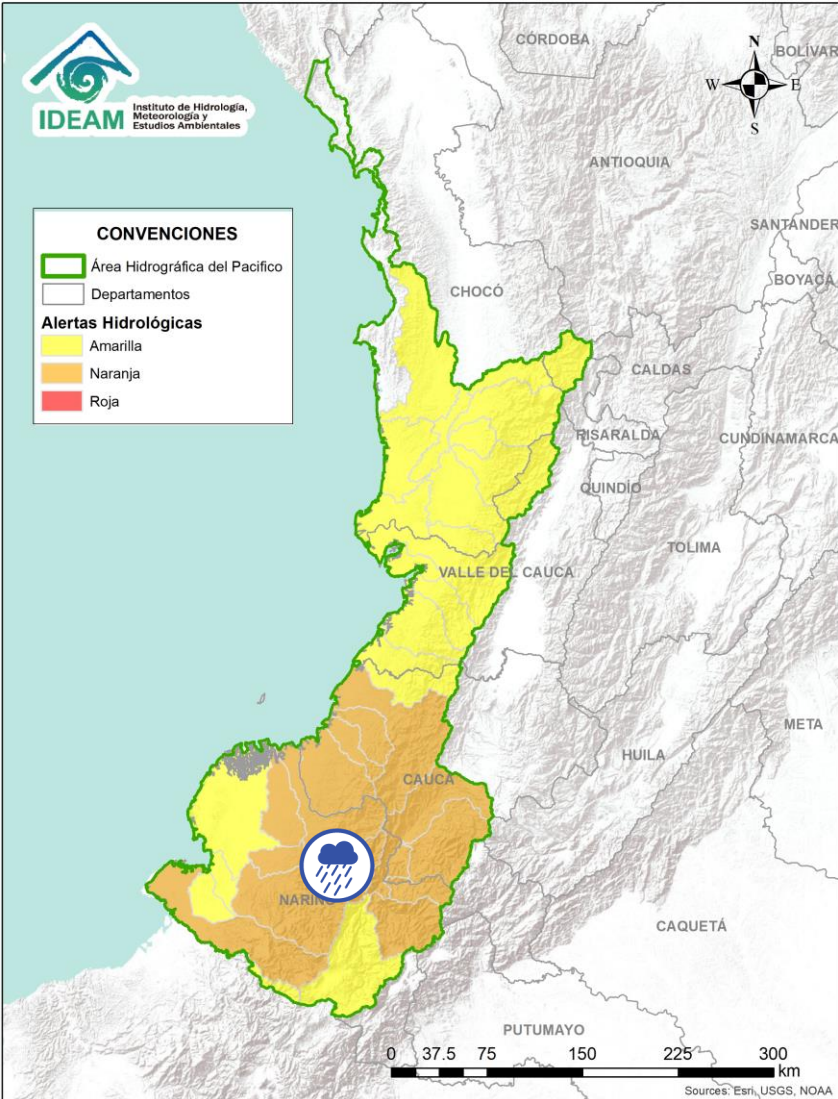 IDEAM
Instituto de Hidrología,
Meteorología y
Estudios Ambientales
CÓRDOBA
BOLÍVAR
N
W
E
S
ANTIOQUIA
SANTANDER
CONVENCIONES
Área Hidrográfica del Pacifico
Departamentos
Alertas Hidrológicas
Amarilla
Naranja
Roja
BOYACÁ
CHOCÓ
CALDAS
RISARALDA
CUNDINAMARCA
QUINDÍO
TOLIMA
VALLE DEL CAUCA
META
HUILA
CAUCA
NARIÑO
CAQUETÁ
PUTUMAYO
0 37.5 75 150 225 300
km
Sources: Esri, USGS, NOAA